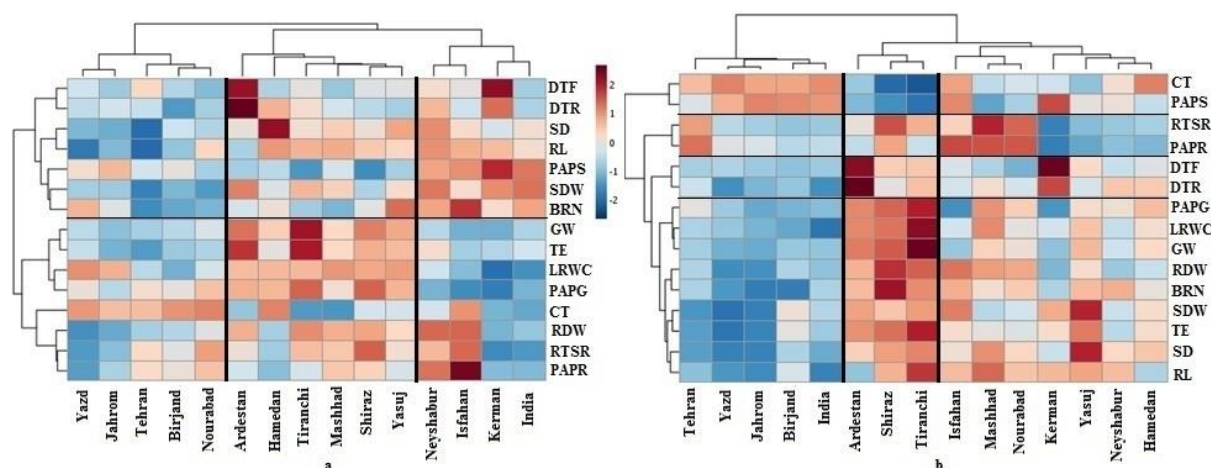 DTF
DTR
SD
RL
PAPS
SDW
BRN
GW
TE
LRWC
PAPG
CT
RDW
RTSR
PAPR
Yazd
Jahrom
Tehran
Birjand
Nourabad
Ardestan
Hamedan
Tiranchi
Mashhad
Shiraz
Yasuj
Neyshabur
Isfahan
Kerman
India
a
2
1
0
-1
-2
CT
PAPS
RTSR
PAPR
DTF
DTR
PAPG
LRWC
GW
RDW
BRN
SDW
TE
SD
RL
Tehran
Yazd
Jahrom
Birjand
India
Ardestan
Shiraz
Tiranchi
Isfahan
Mashhad
Nourabad
Kerman
Yasuj
Neyshabur
Hamedan
b